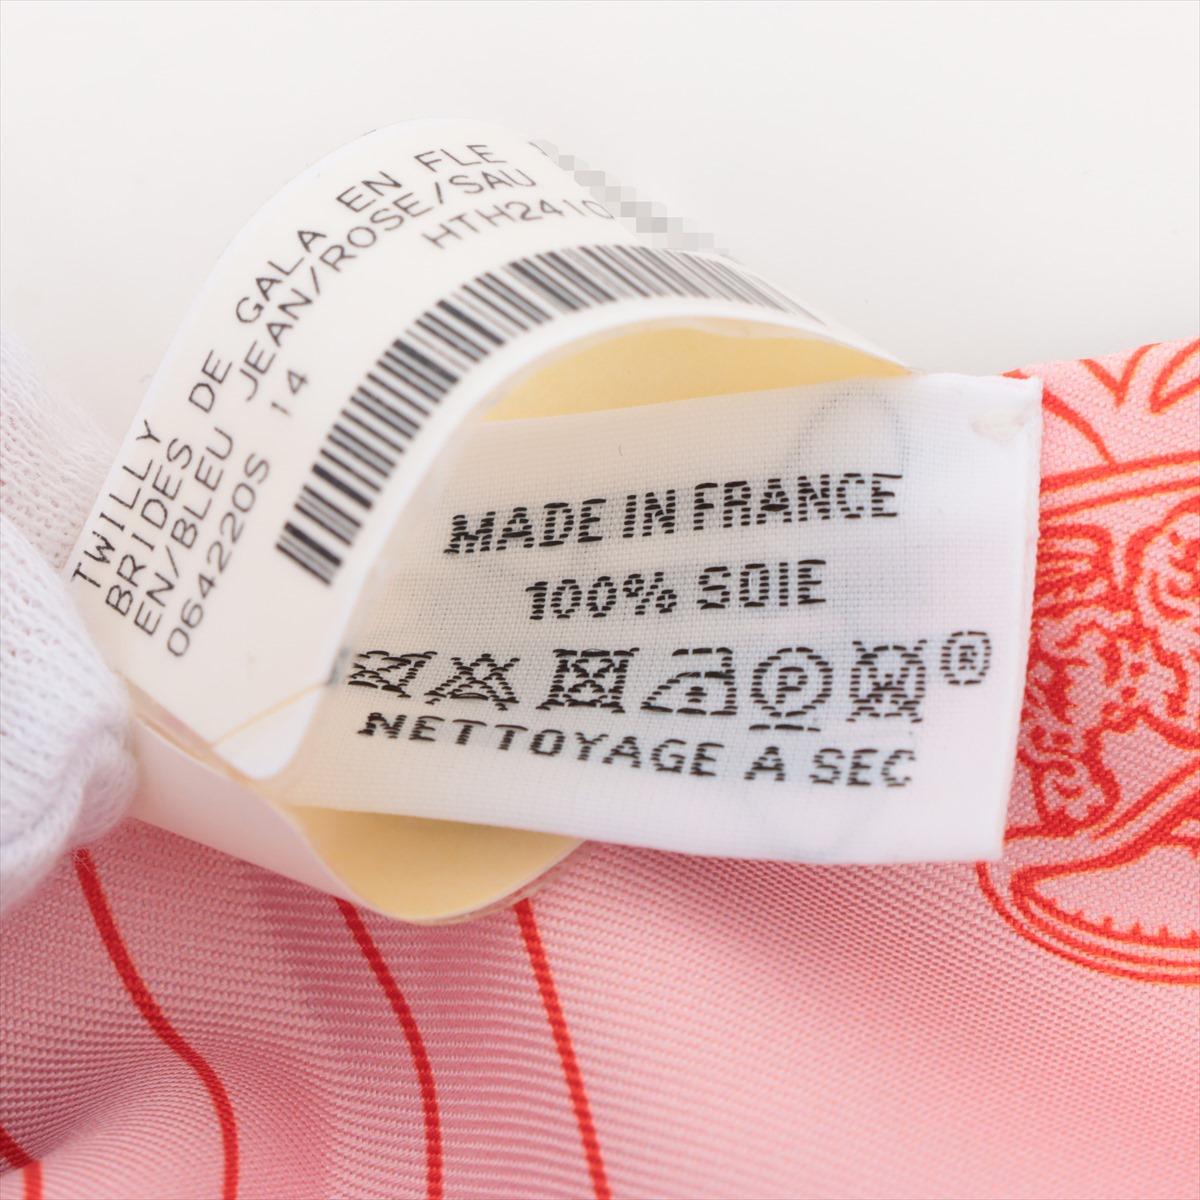 TWILLY
BRIDES DE GALA EN FLE
EN/BLEU JEAN/ROSE/SAU
064220S 14 HTH2410
MADE IN FRANCE
100% SOIE
P ®
NETTOYAGE A SEC